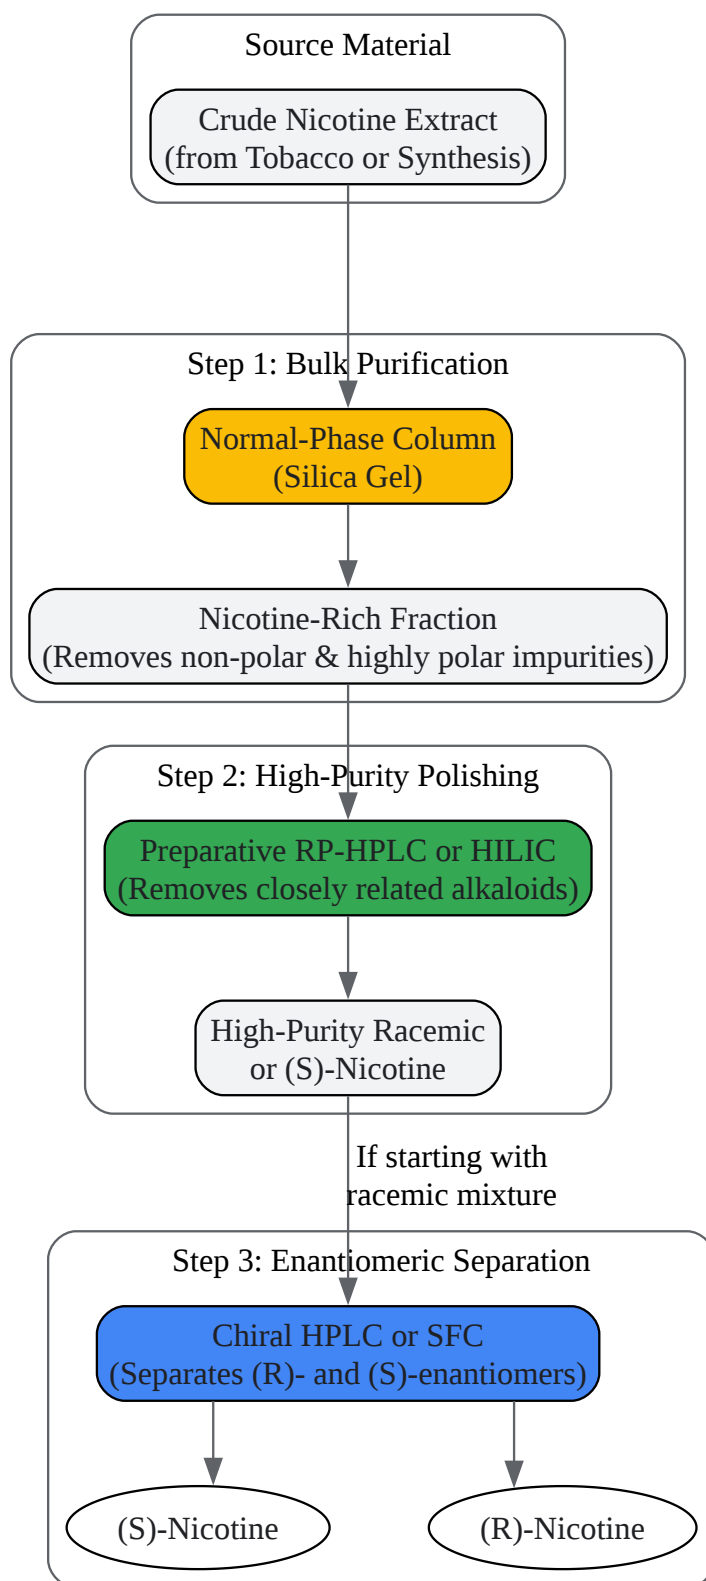 Source Material
Crude Nicotine Extract
(from Tobacco or Synthesis)
Step 1: Bulk Purification
Normal-Phase Column
(Silica Gel)
Nicotine-Rich Fraction
(Removes non-polar & highly polar impurities)
Step 2: High-Purity Polishing
Preparative RP-HPLC or HILIC
(Removes closely related alkaloids)
High-Purity Racemic
or (S)-Nicotine
If starting with
racemic mixture
Step 3: Enantiomeric Separation
Chiral HPLC or SFC
(Separates (R)- and (S)-enantiomers)
(S)-Nicotine
(R)-Nicotine